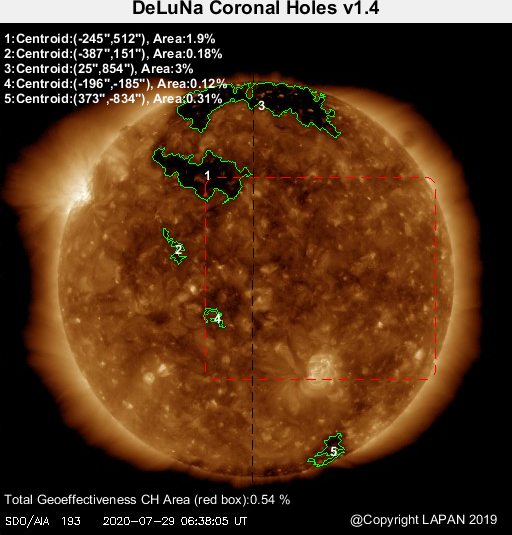 DeLuNa Coronal Holes v1.4
1:Centroid:(-245",512"), Area:1.9%
2:Centroid:(-387",151"), Area:0.18%
3:Centroid:(25",854"), Area:3%
4:Centroid:(-196",-185"), Area:0.12%
5:Centroid:(373",-834"), Area:0.31%
3
1
2
4
5
Total Geoeffectiveness CH Area (red box):0.54 %
SDO/AIA 193 2020-07-29 06:38:05 UT
@Copyright LAPAN 2019